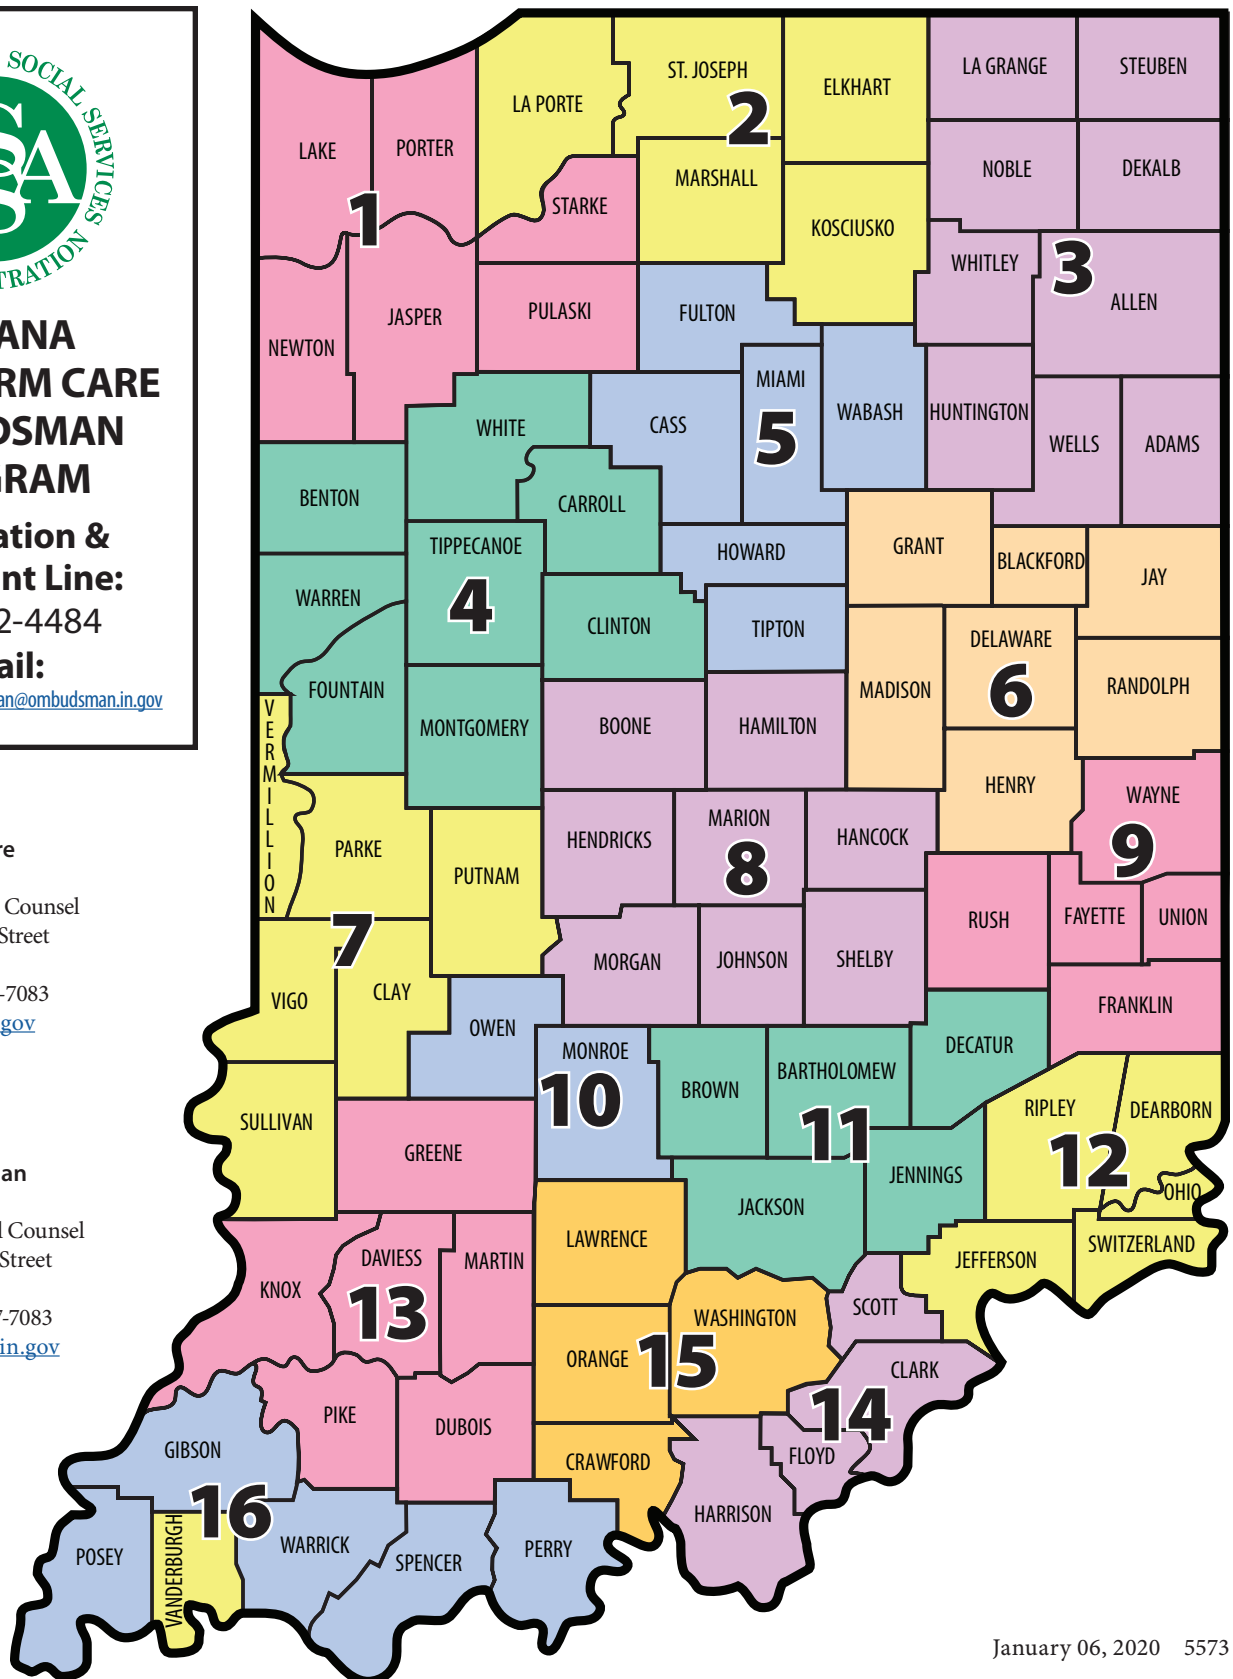 SOCIAL SERVICES
SSA
TRATION
ANA
RM CARE
DSMAN
GRAM
ation &
nt Line:
2-4484
ail:
an@ombudsman.in.gov
re
Counsel
Street
-7083
gov
an
l Counsel
Street
7-7083
in.gov
LAKE
PORTER
LA PORTE
ST. JOSEPH
ELKHART
LA GRANGE
STEUBEN
1
STARKE
2
MARSHALL
KOSCIUSKO
NOBLE
DEKALB
NEWTON
JASPER
PULASKI
FULTON
WHITLEY
3
ALLEN
WHITE
CASS
MIAMI
5
WABASH
HUNTINGTON
WELLS
ADAMS
BENTON
CARROLL
TIPPECANOE
4
HOWARD
GRANT
BLACKFORD
JAY
WARREN
CLINTON
TIPTON
DELAWARE
6
FOUNTAIN
MONTGOMERY
BOONE
HAMILTON
MADISON
RANDOLPH
VERMILLION
HENRY
WAYNE
9
PARKE
PUTNAM
HENDRICKS
MARION
8
HANCOCK
RUSH
FAYETTE
UNION
7
VIGO
CLAY
OWEN
MORGAN
JOHNSON
SHELBY
FRANKLIN
MONROE
10
BROWN
BARTHOLOMEW
11
DECATUR
SULLIVAN
GREENE
RIPLEY
12
DEARBORN
OHIO
JENNINGS
JACKSON
LAWRENCE
SWITZERLAND
JEFFERSON
KNOX
DAVIESS
13
MARTIN
WASHINGTON
15
ORANGE
SCOTT
CLARK
14
PIKE
DUBOIS
FLOYD
GIBSON
16
CRAWFORD
HARRISON
POSEY
VANDERBURGH
WARRICK
SPENCER
PERRY
January 06, 2020 5573